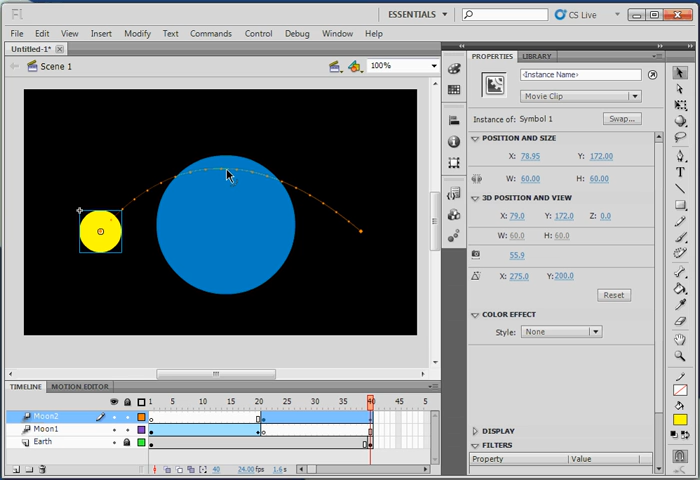 Fl ESSENTIALS CS Live
File Edit View Insert Modify Text Commands Control Debug Window Help
Untitled-1*
Scene 1 100%
PROPERTIES LIBRARY
<Instance Name>
Movie Clip
Instance of: Symbol 1 Swap...
POSITION AND SIZE
X: 78.95 Y: 172.00
W: 60.00 H: 60.00
3D POSITION AND VIEW
X: 79.0 Y: 172.0 Z: 0.0
W: 60.0 H: 60.0
55.9
X: 275.0 Y: 200.0
Reset
COLOR EFFECT
Style: None
DISPLAY
FILTERS
Property Value
TIMELINE MOTION EDITOR
1 5 10 15 20 25 30 35 40 45 5
Moon2
Moon1
Earth
40 24.00 fps 1.6 s